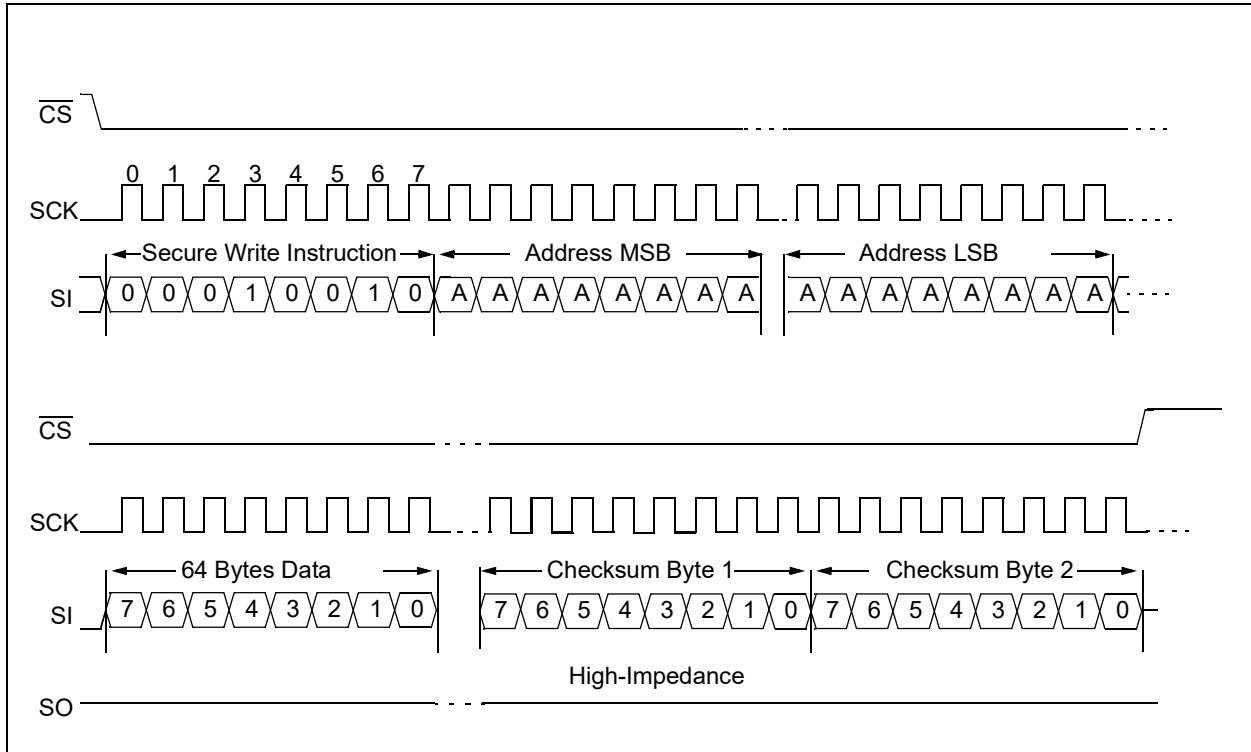 CS
0 1 2 3 4 5 6 7
SCK
Secure Write Instruction Address MSB Address LSB
SI 0 0 0 1 0 0 1 0 A A A A A A A A A A A A A A A A
CS
SCK
64 Bytes Data Checksum Byte 1 Checksum Byte 2
SI 7 6 5 4 3 2 1 0 7 6 5 4 3 2 1 0 7 6 5 4 3 2 1 0
High-Impedance
SO